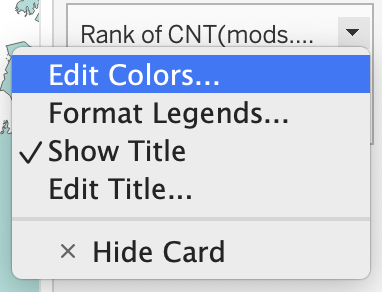 Rank of CNT(mods....
Edit Colors...
Format Legends...
✓ Show Title
Edit Title...
× Hide Card